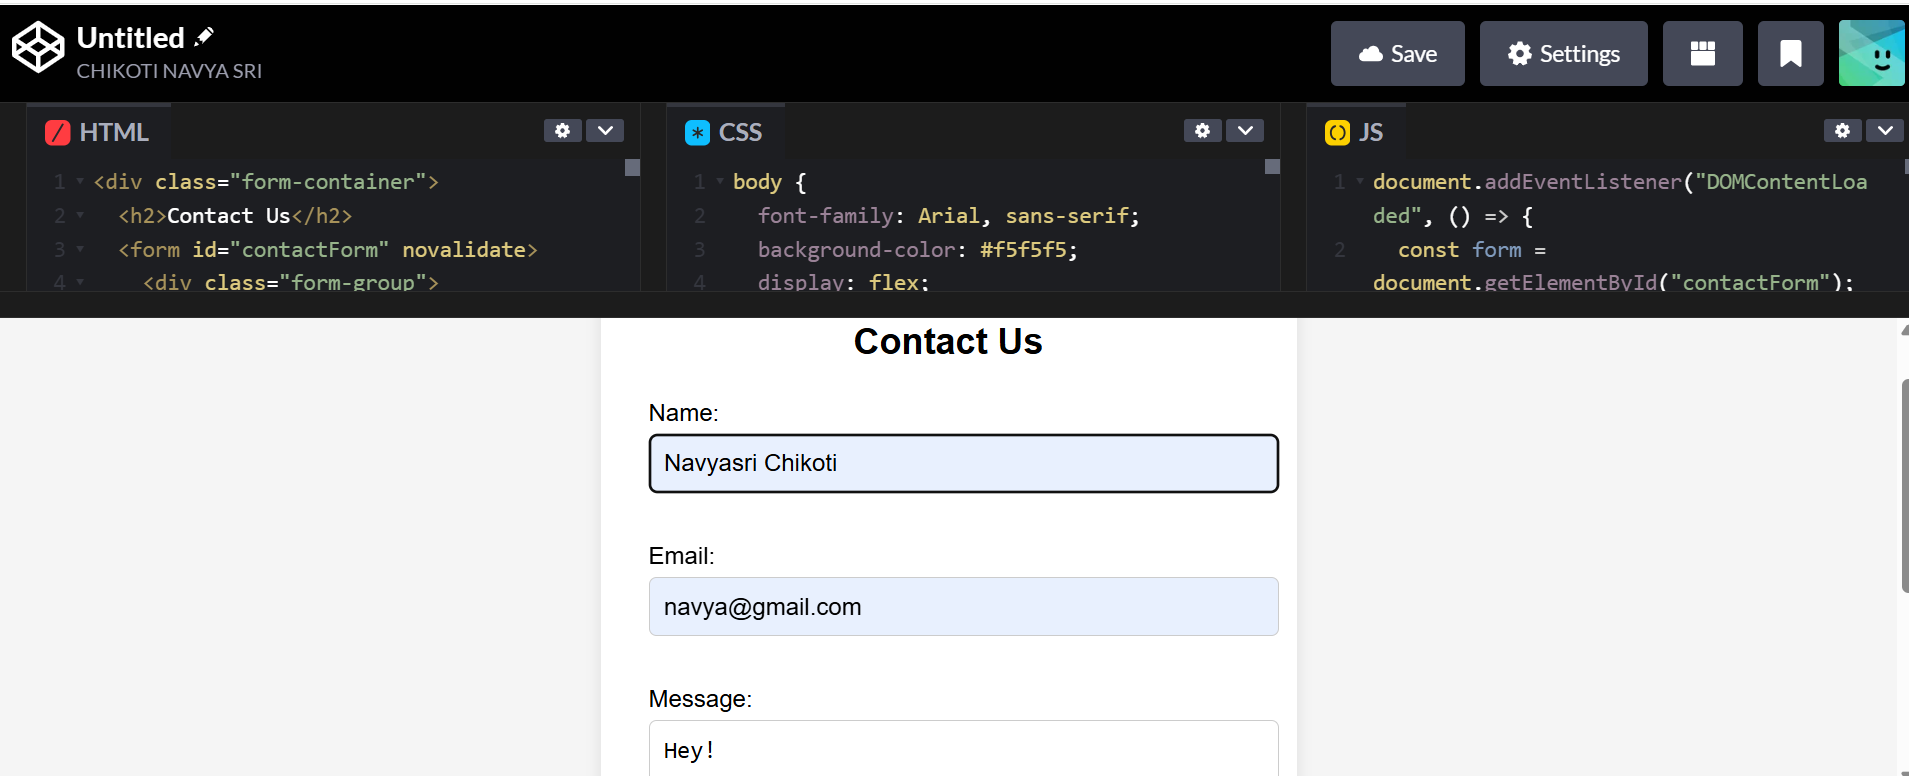 Untitled
CHIKOTI NAVYA SRI
Save
Settings
HTML
1 <div class="form-container">
2 <h2>Contact Us</h2>
3 <form id="contactForm" novalidate>
4 <div class="form-group">
CSS
1 body {
2 font-family: Arial, sans-serif;
3 background-color: #f5f5f5;
4 display: flex;
JS
1 document.addEventListener("DOMContentLoa
ded", () => {
2 const form =
document.getElementById("contactForm");
Contact Us
Name:
Navyasri Chikoti
Email:
navya@gmail.com
Message:
Hey!